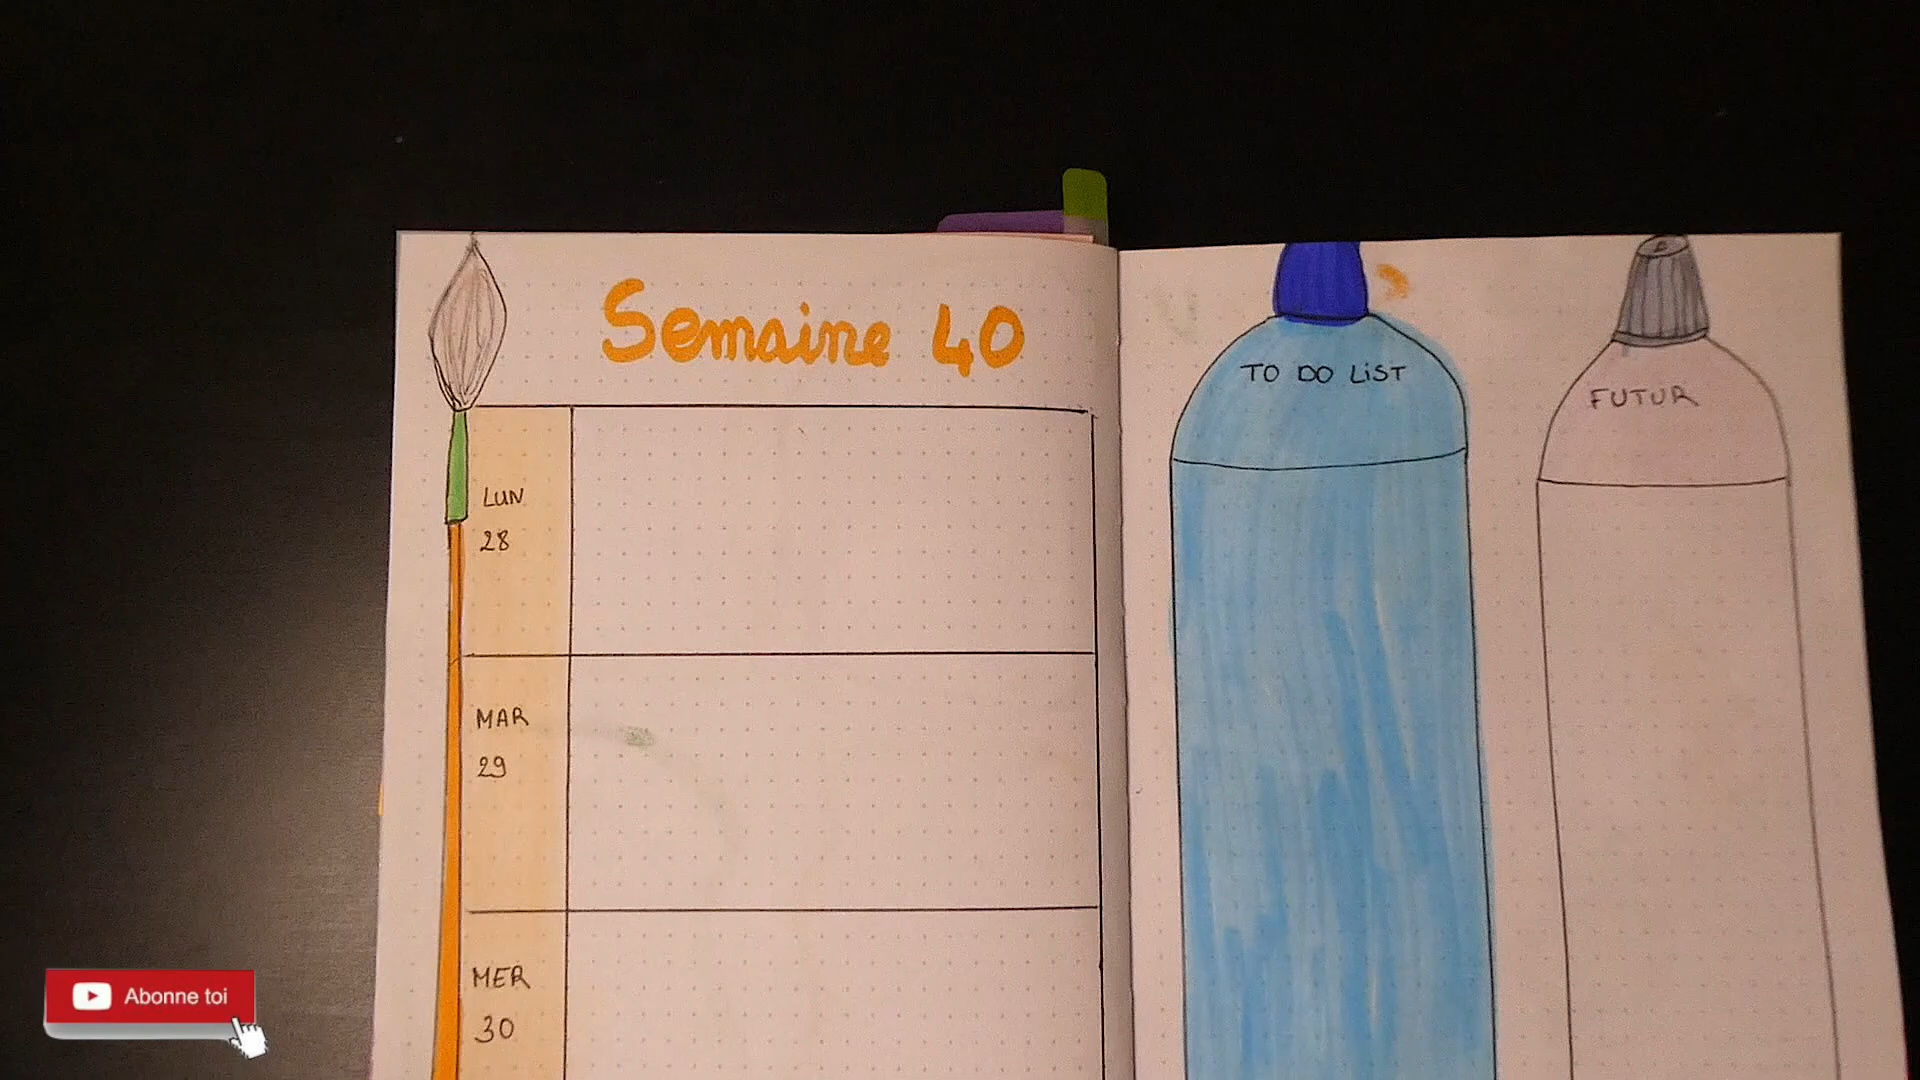 Semaine 40
LUN
28
MAR
29
MER
30
TO DO LiST
FUTUR
Abonne toi